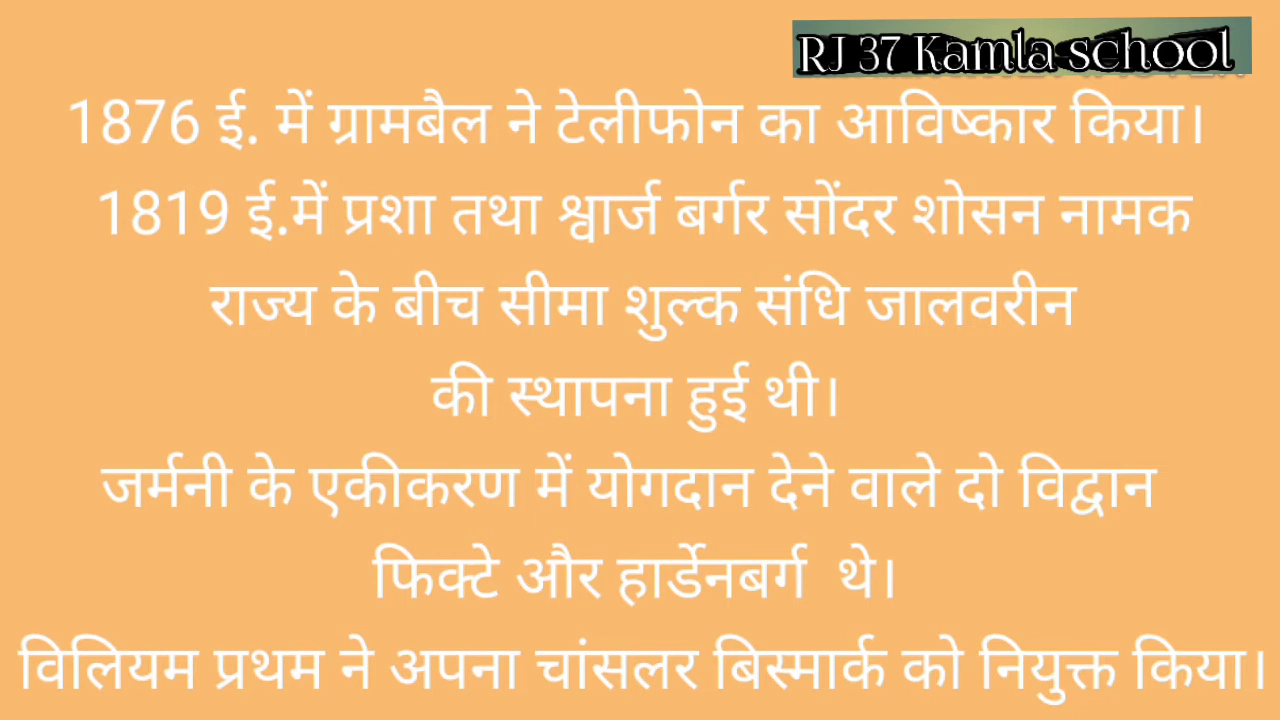 RJ 37 Kamla school
1876 ई. में ग्रामबैल ने टेलीफोन का आविष्कार किया।
1819 ई.में प्रशा तथा श्वार्ज बर्गर सोंदर शोसन नामक
राज्य के बीच सीमा शुल्क संधि जालवरीन
की स्थापना हुई थी।
जर्मनी के एकीकरण में योगदान देने वाले दो विद्वान
फिक्टे और हार्डेनबर्ग थे।
विलियम प्रथम ने अपना चांसलर बिस्मार्क को नियुक्त किया।